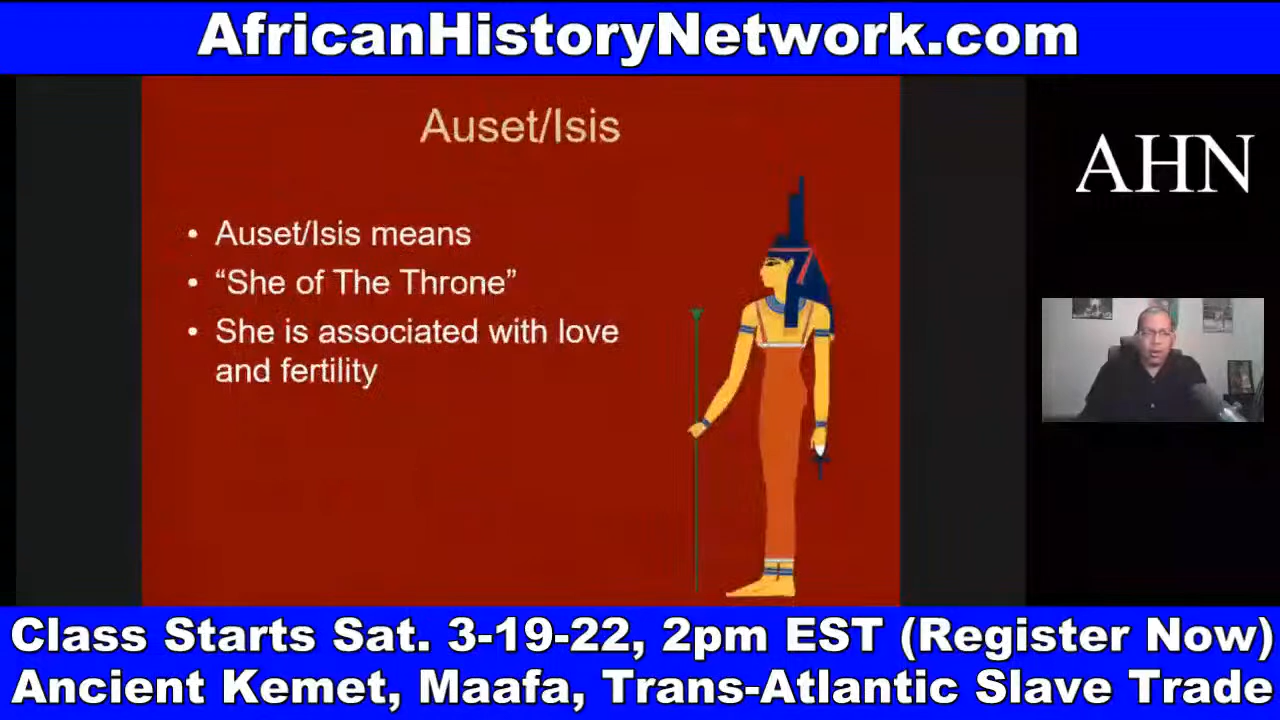 AfricanHistoryNetwork.com
Auset/Isis
• Auset/Isis means
• “She of The Throne”
• She is associated with love
and fertility
AHN
Class Starts Sat. 3-19-22, 2pm EST (Register Now)
Ancient Kemet, Maafa, Trans-Atlantic Slave Trade